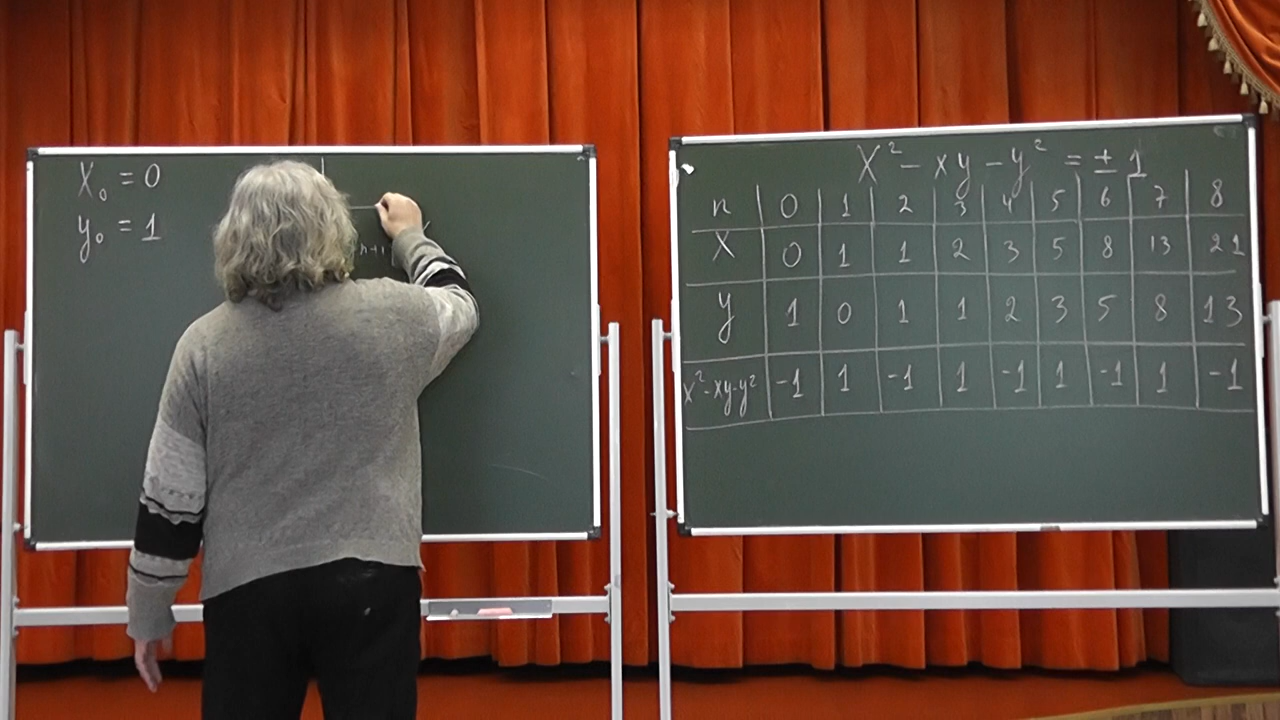 X₀ = 0
y₀ = 1
n+1
X² - xy - y² = ± 1
n 0 1 2 3 4 5 6 7 8
X 0 1 1 2 3 5 8 13 21
y 1 0 1 1 2 3 5 8 13
x²-xy-y² -1 1 -1 1 -1 1 -1 1 -1